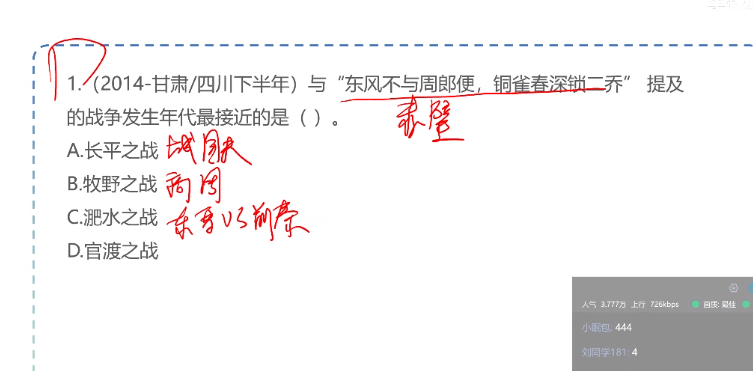 1.（2014-甘肃/四川下半年）与“东风不与周郎便，铜雀春深锁二乔” 提及
的战争发生年代最接近的是（ ）。
赤壁
A.长平之战 战国末
B.牧野之战 商周
C.淝水之战 东晋VS前秦
D.官渡之战
人气 3.777万 上行 726kbps 画质: 最佳
小眠包: 444
刘同学181: 4